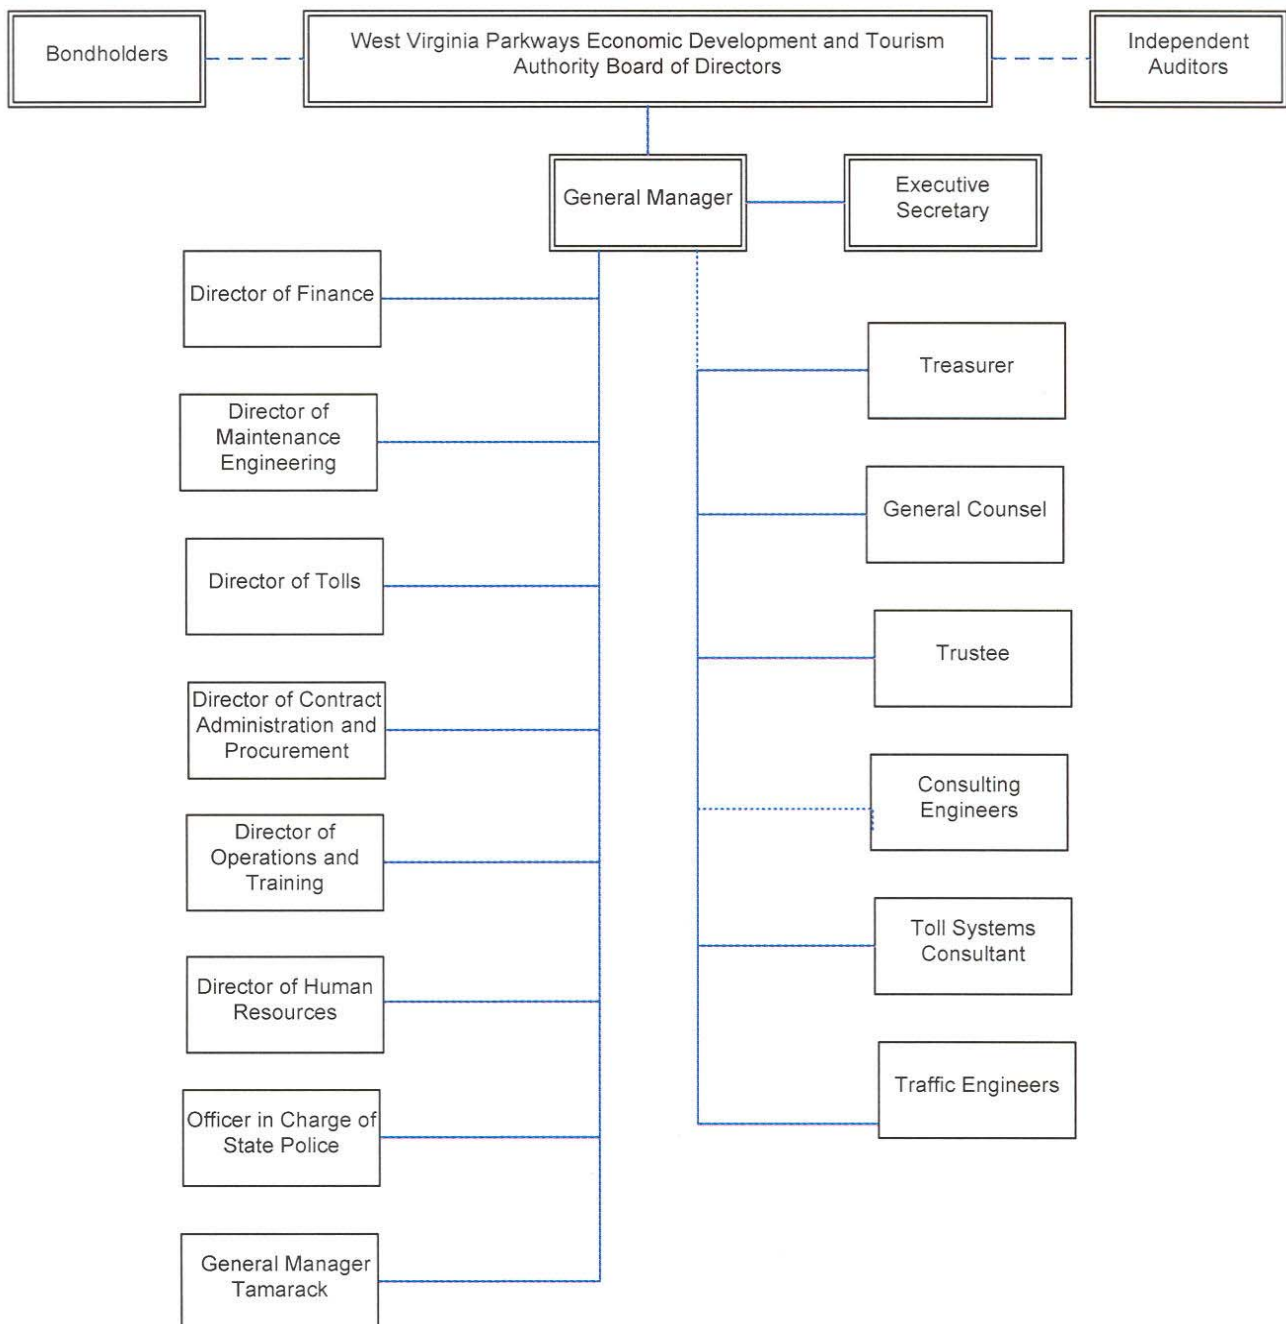 Bondholders
West Virginia Parkways Economic Development and Tourism
Authority Board of Directors
Independent
Auditors
General Manager
Executive
Secretary
Director of Finance
Treasurer
Director of
Maintenance
Engineering
General Counsel
Director of Tolls
Trustee
Director of Contract
Administration and
Procurement
Consulting
Engineers
Director of
Operations and
Training
Toll Systems
Consultant
Director of Human
Resources
Traffic Engineers
Officer in Charge of
State Police
General Manager
Tamarack